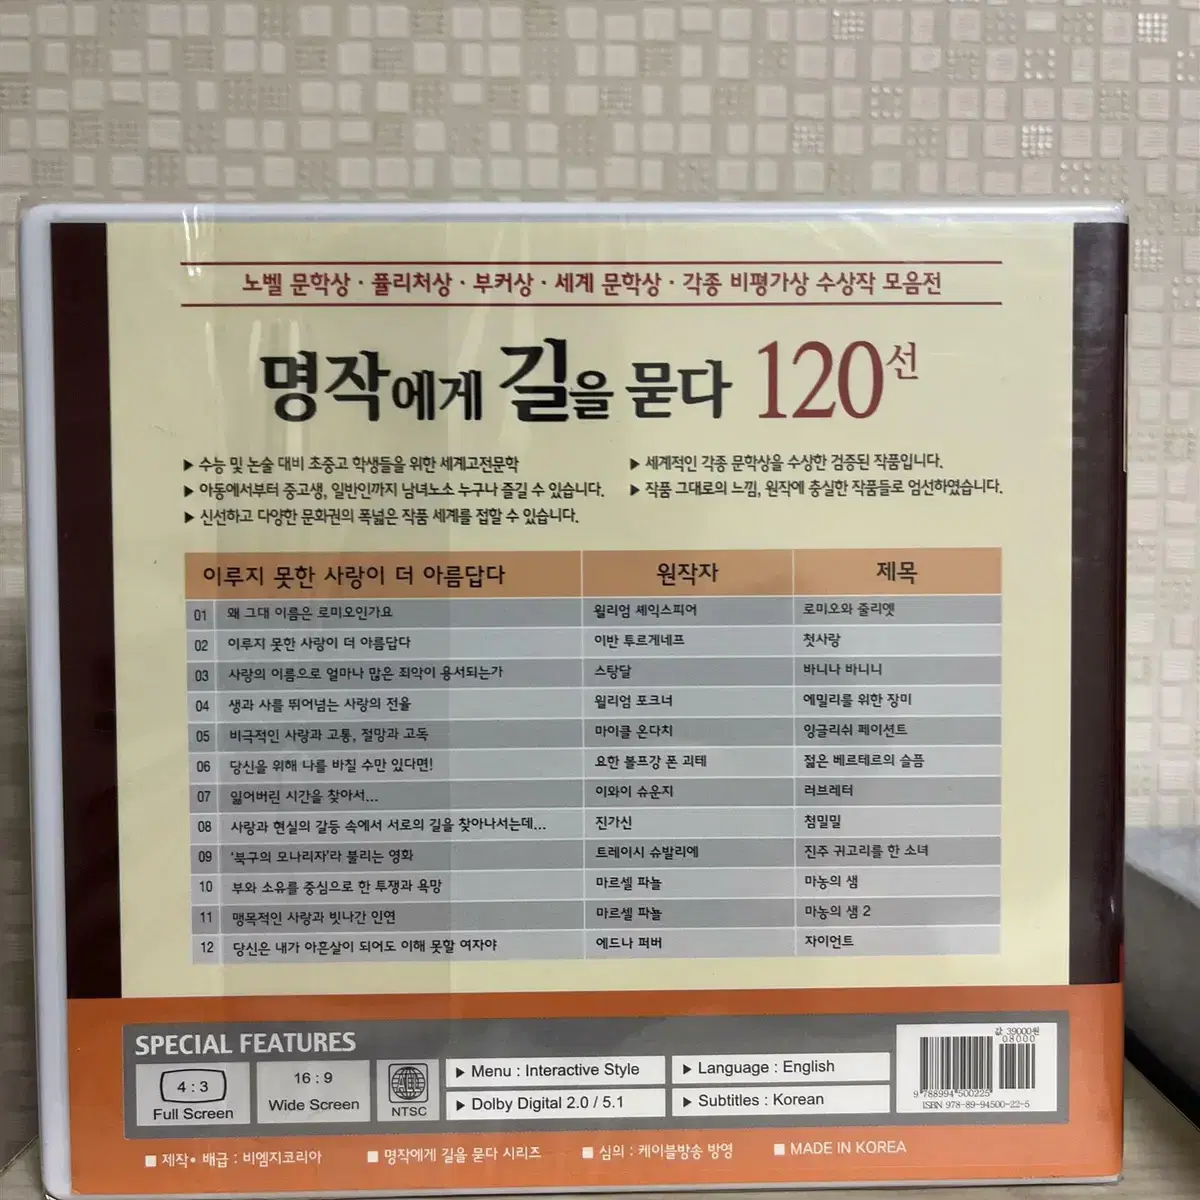 노벨 문학상 · 퓰리처상 · 부커상 · 세계 문학상 · 각종 비평가상 수상작 모음전
명작에게 길을 묻다 120선
▶ 수능 및 논술 대비 초중고 학생들을 위한 세계고전문학
▶ 아동에서부터 중고생, 일반인까지 남녀노소 누구나 즐길 수 있습니다.
▶ 신선하고 다양한 문화권의 폭넓은 작품 세계를 접할 수 있습니다.
▶ 세계적인 각종 문학상을 수상한 검증된 작품입니다.
▶ 작품 그대로의 느낌, 원작에 충실한 작품들로 엄선하였습니다.
이루지 못한 사랑이 더 아름답다 원작자 제목
01 왜 그대 이름은 로미오인가요 윌리엄 셰익스피어 로미오와 줄리엣
02 이루지 못한 사랑이 더 아름답다 이반 투르게네프 첫사랑
03 사랑의 이름으로 얼마나 많은 죄악이 용서되는가 스탕달 바니나 바니니
04 생과 사를 뛰어넘는 사랑의 전율 윌리엄 포크너 에밀리를 위한 장미
05 비극적인 사랑과 고통, 절망과 고독 마이클 온다치 잉글리쉬 페이션트
06 당신을 위해 나를 바칠 수만 있다면! 요한 볼프강 폰 괴테 젊은 베르테르의 슬픔
07 잃어버린 시간을 찾아서... 이와이 슈운지 러브레터
08 사랑과 현실의 갈등 속에서 서로의 길을 찾아나서는데... 진가신 첨밀밀
09 '북구의 모나리자'라 불리는 영화 트레이시 슈발리에 진주 귀고리를 한 소녀
10 부와 소유를 중심으로 한 투쟁과 욕망 마르셀 파뇰 마농의 샘
11 맹목적인 사랑과 빗나간 인연 마르셀 파뇰 마농의 샘 2
12 당신은 내가 아흔살이 되어도 이해 못할 여자야 에드나 퍼버 자이언트
SPECIAL FEATURES
4 : 3
Full Screen
16 : 9
Wide Screen
ALL
NTSC
▶ Menu : Interactive Style
▶ Dolby Digital 2.0 / 5.1
▶ Language : English
▶ Subtitles : Korean
값 39000원
08000
9 788994 500225
ISBN 978-89-94500-22-5
■ 제작• 배급 : 비엠지코리아 ■ 명작에게 길을 묻다 시리즈 ■ 심의 : 케이블방송 방영 ■ MADE IN KOREA